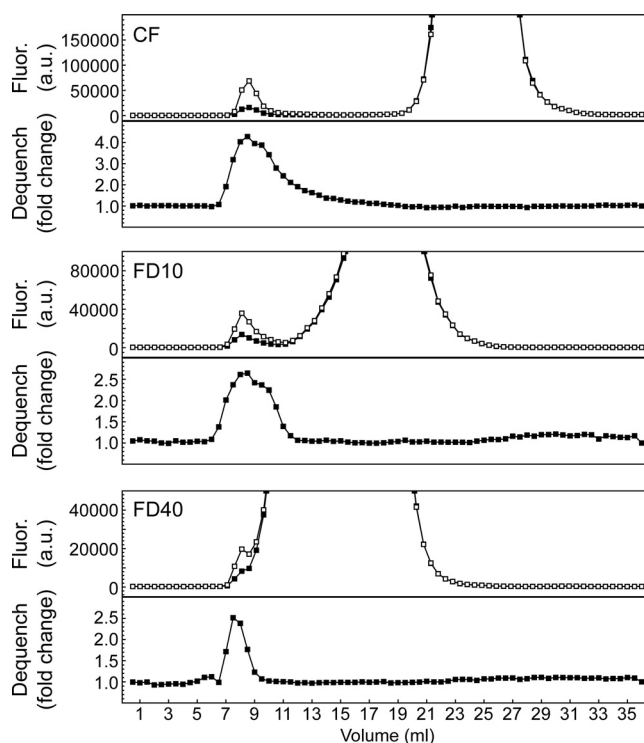 CF
Fluor.
(a.u.)
150000
100000
50000
0
Dequench
(fold change)
4.0
3.0
2.0
1.0
FD10
Fluor.
(a.u.)
80000
40000
0
Dequench
(fold change)
2.5
2.0
1.5
1.0
FD40
Fluor.
(a.u.)
40000
20000
0
Dequench
(fold change)
2.5
2.0
1.5
1.0
1 3 5 7 9 11 13 15 17 19 21 23 25 27 29 31 33 35
Volume (ml)